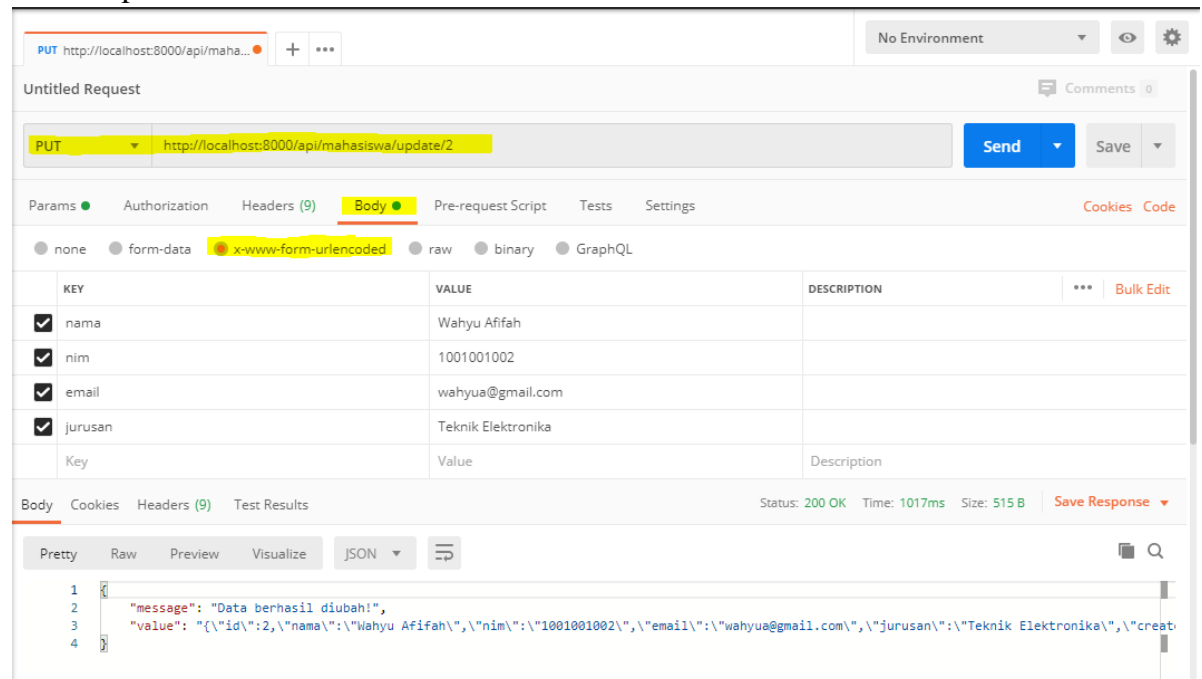 PUT http://localhost:8000/api/maha... + •••
No Environment
Untitled Request
Comments 0
PUT http://localhost:8000/api/mahasiswa/update/2
Send Save
Params Authorization Headers (9) Body Pre-request Script Tests Settings Cookies Code
none form-data x-www-form-urlencoded raw binary GraphQL
KEY VALUE DESCRIPTION ••• Bulk Edit
nama Wahyu Afifah
nim 1001001002
email wahyua@gmail.com
jurusan Teknik Elektronika
Key Value Description
Body Cookies Headers (9) Test Results Status: 200 OK Time: 1017ms Size: 515 B Save Response
Pretty Raw Preview Visualize JSON
1 {
2 "message": "Data berhasil diubah!",
3 "value": "{\"id\":2,\"nama\":\"Wahyu Afifah\",\"nim\":\"1001001002\",\"email\":\"wahyua@gmail.com\",\"jurusan\":\"Teknik Elektronika\",\"creat
4 }